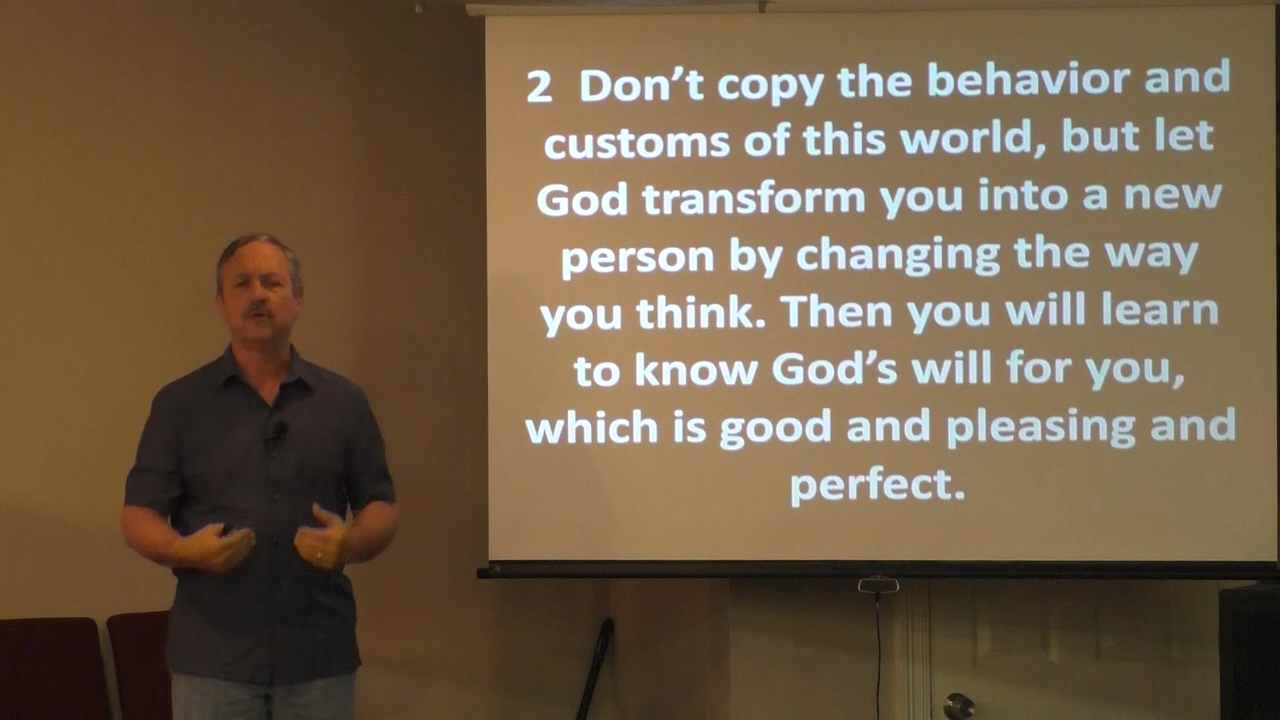 2  Don’t copy the behavior and
customs of this world, but let
God transform you into a new
person by changing the way
you think. Then you will learn
to know God’s will for you,
which is good and pleasing and
perfect.